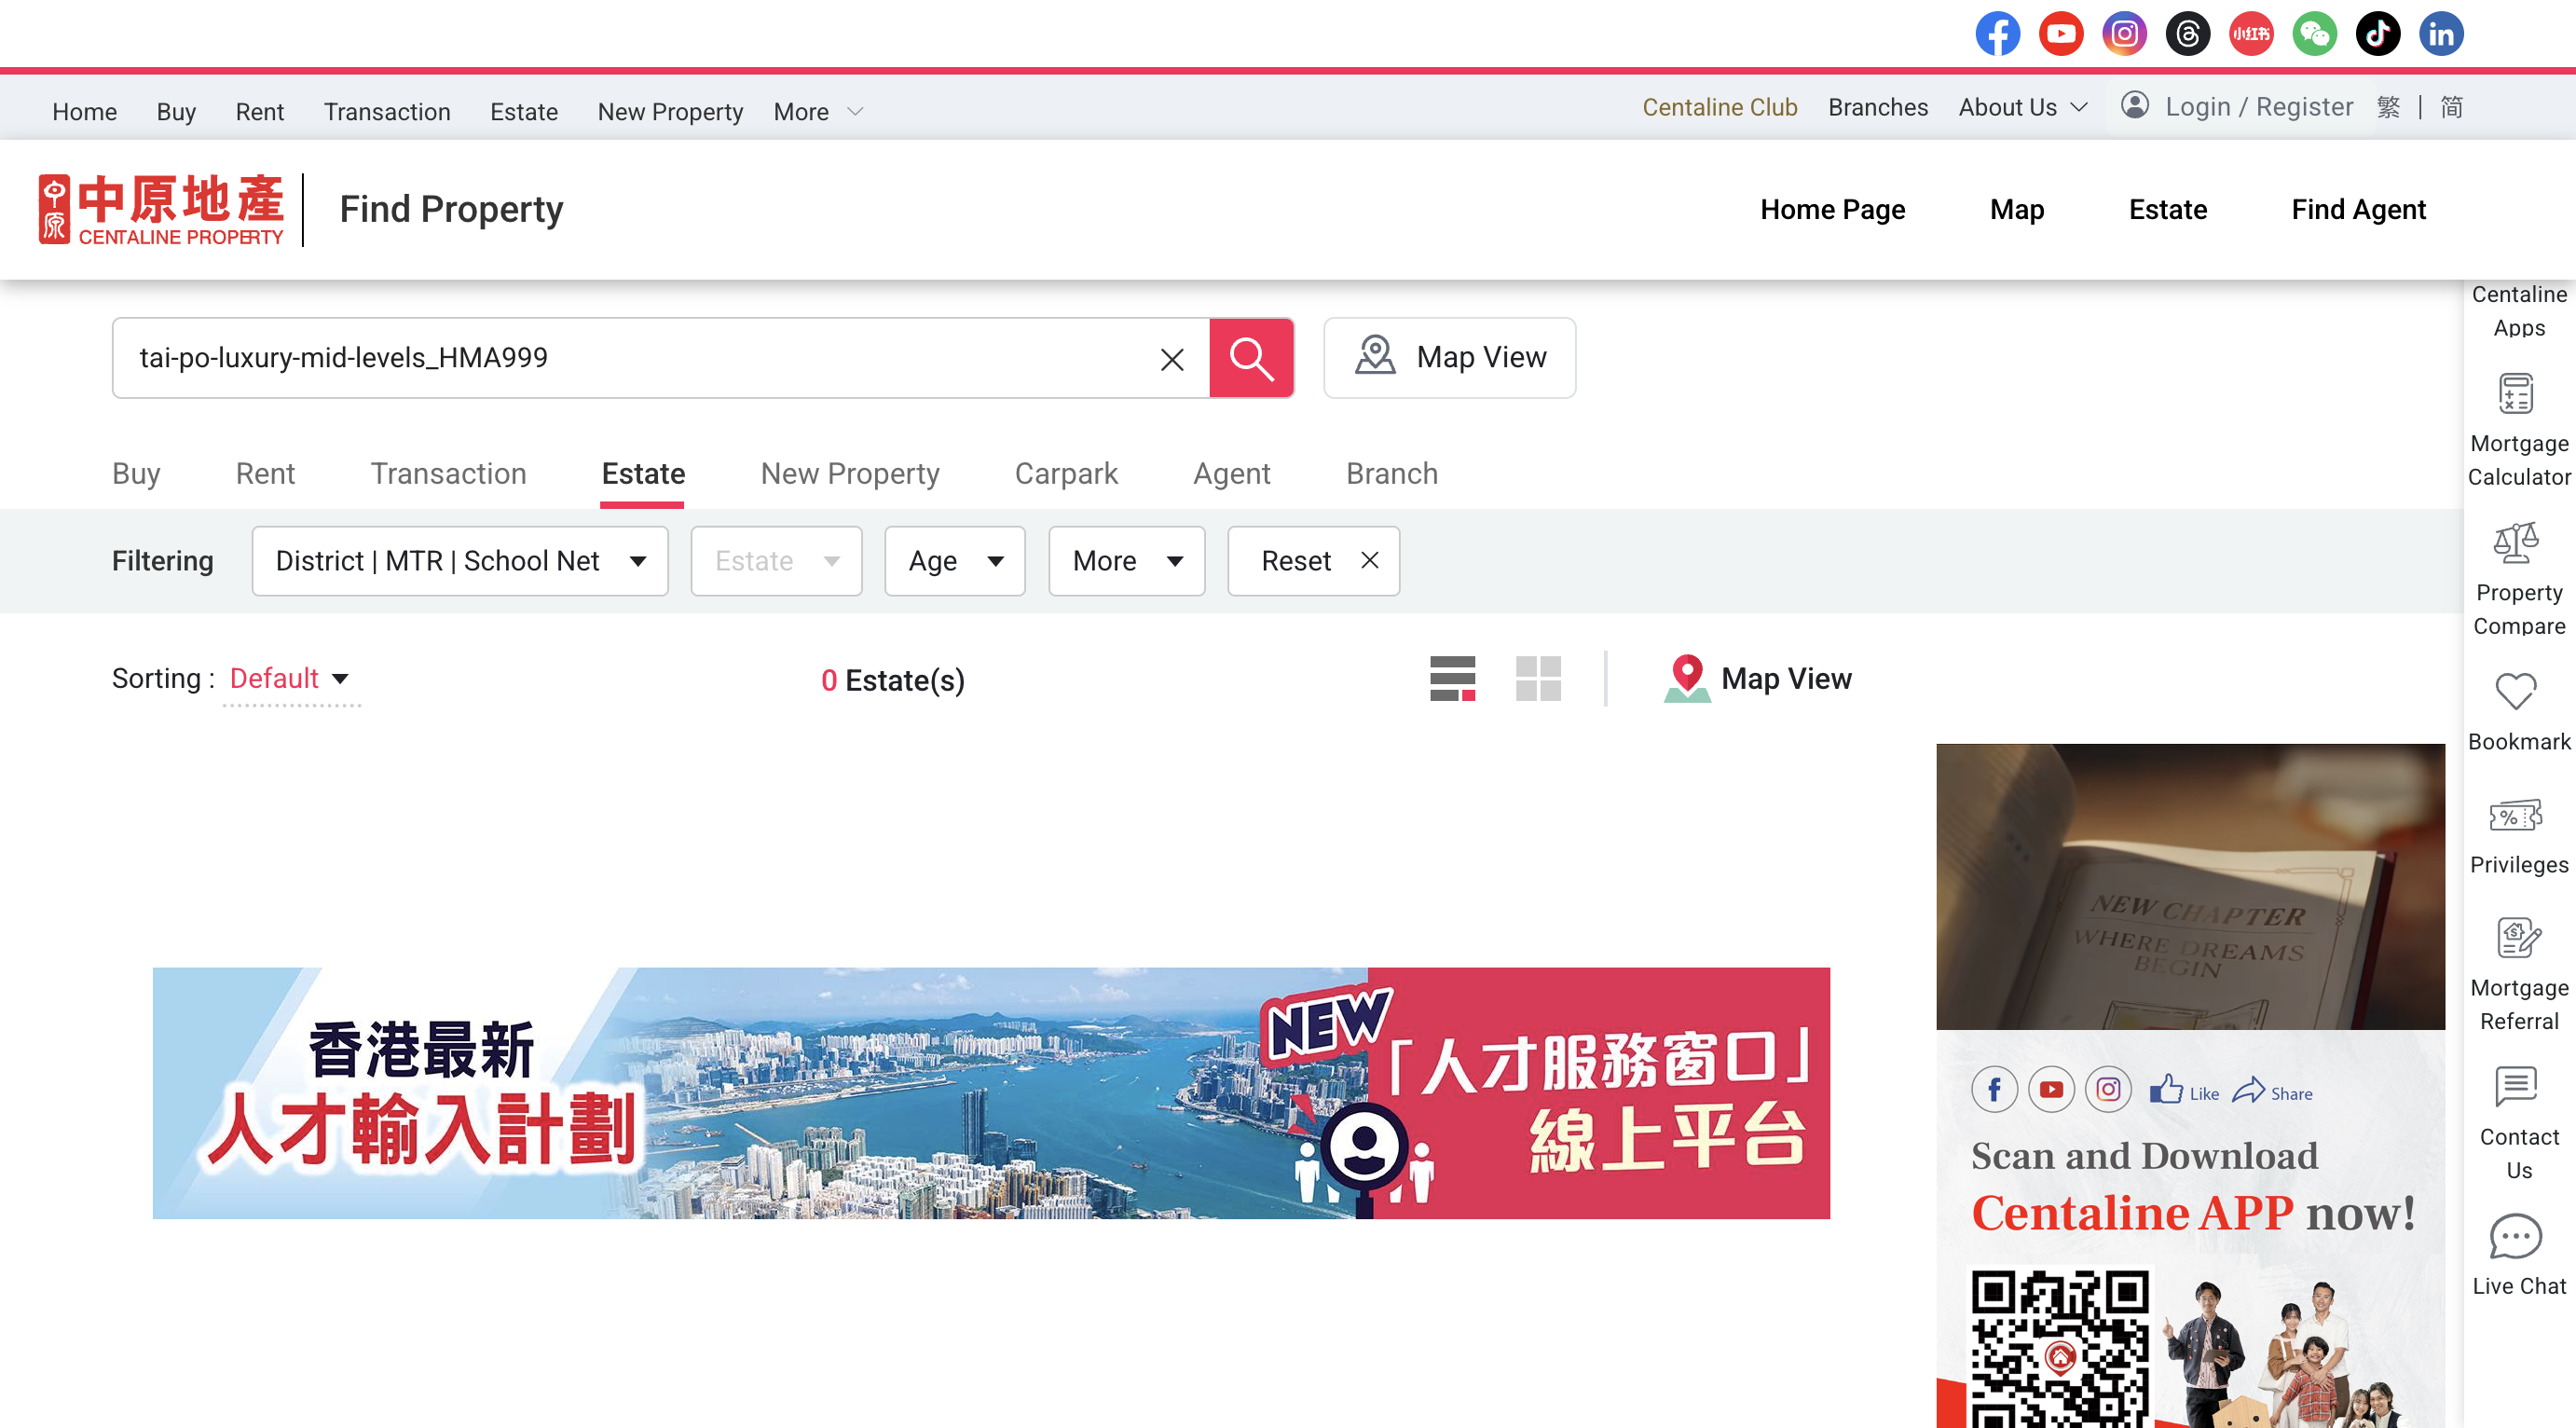 小红书
Home Buy Rent Transaction Estate New Property More
Centaline Club Branches About Us Login / Register 繁 | 简
中原
中原地產
CENTALINE PROPERTY
Find Property
Home Page Map Estate Find Agent
tai-po-luxury-mid-levels_HMA999
Map View
Buy Rent Transaction Estate New Property Carpark Agent Branch
Filtering District | MTR | School Net Estate Age More Reset
Sorting : Default
0 Estate(s)
Map View
香港最新
人才輸入計劃
NEW
「人才服務窗口」
線上平台
NEW CHAPTER
WHERE DREAMS
BEGIN
Like Share
Scan and Download
Centaline APP now!
Centaline
Apps
Mortgage
Calculator
Property
Compare
Bookmark
Privileges
Mortgage
Referral
Contact
Us
Live Chat